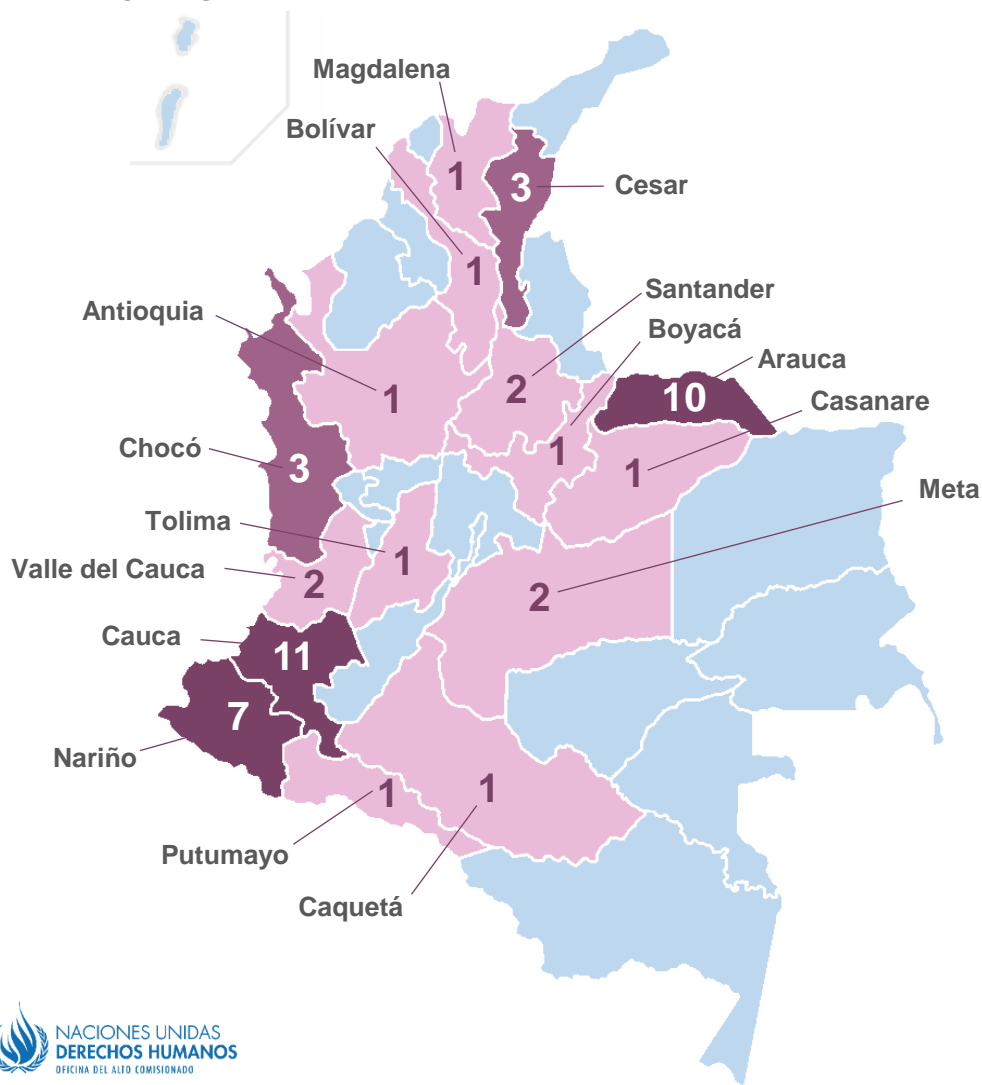 Magdalena
1
Bolívar
1
3
Cesar
Antioquia
1
Santander
2
Boyacá
1
Arauca
10
Casanare
1
Chocó
3
Meta
2
Tolima
1
Valle del Cauca
2
Cauca
11
7
Nariño
1
Putumayo
1
Caquetá
NACIONES UNIDAS
DERECHOS HUMANOS
OFICINA DEL ALTO COMISIONADO